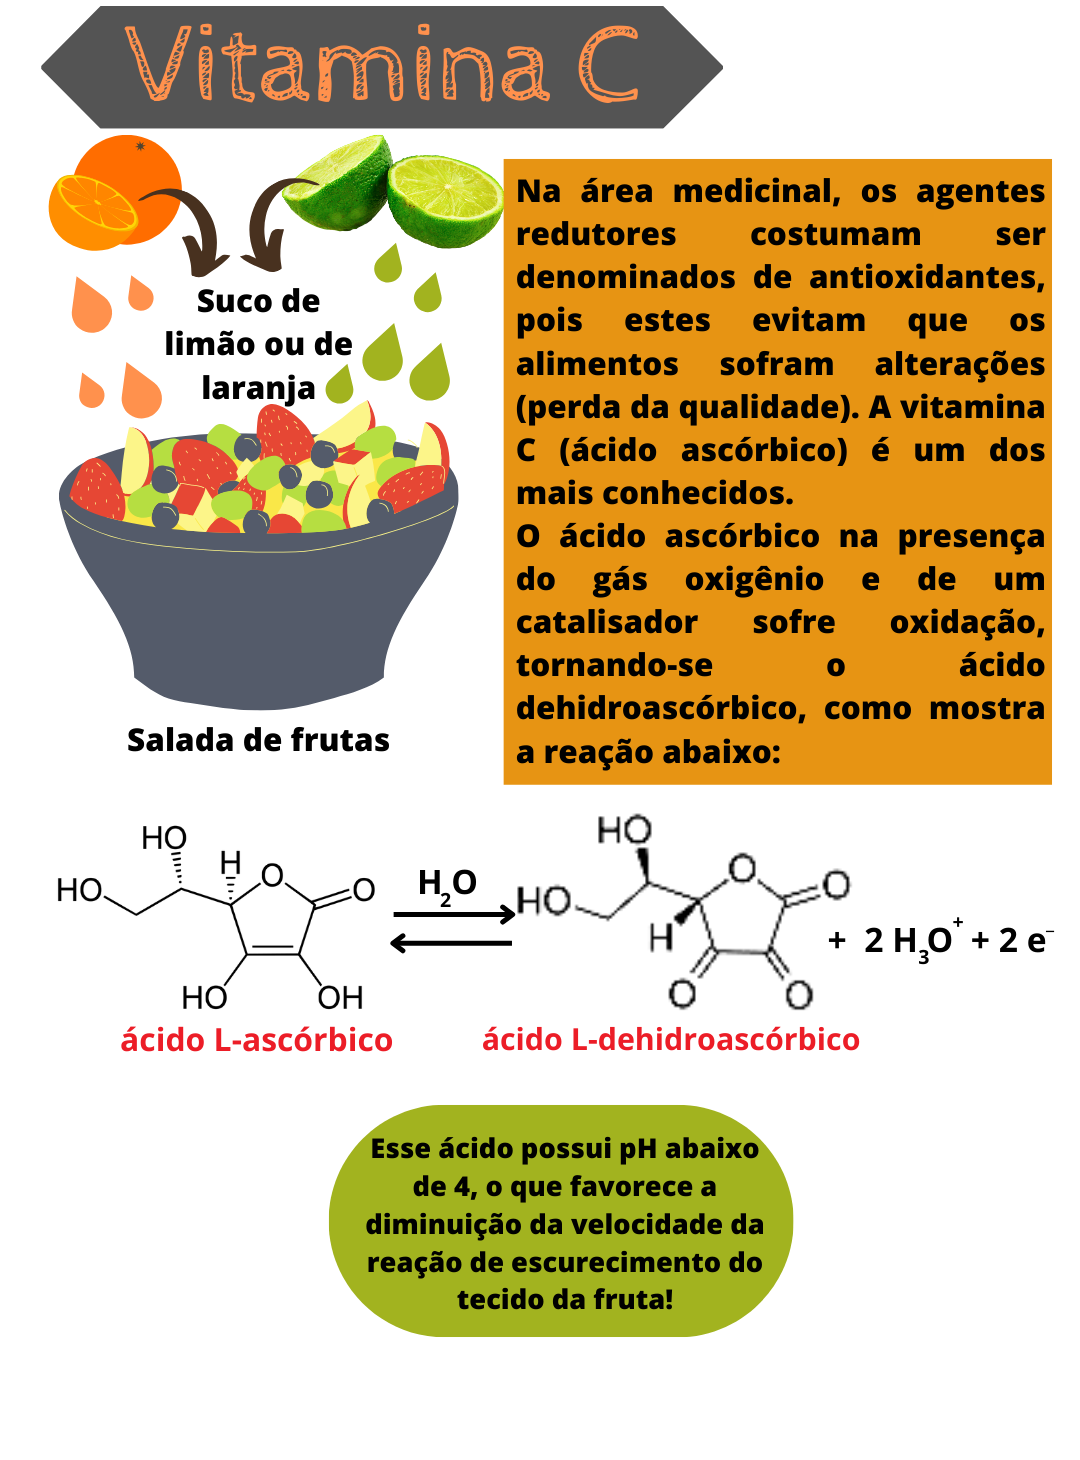 Vitamina C
Suco de
limão ou de
laranja
Salada de frutas
Na área medicinal, os agentes
redutores costumam ser
denominados de antioxidantes,
pois estes evitam que os
alimentos sofram alterações
(perda da qualidade). A vitamina
C (ácido ascórbico) é um dos
mais conhecidos.
O ácido ascórbico na presença
do gás oxigênio e de um
catalisador sofre oxidação,
tornando-se o ácido
dehidroascórbico, como mostra
a reação abaixo:
HO
HO
H
O
O
HO
OH
H₂O
HO
HO
H
O
O
O
O
+ 2 H₃O⁺ + 2 e⁻
ácido L-ascórbico
ácido L-dehidroascórbico
Esse ácido possui pH abaixo
de 4, o que favorece a
diminuição da velocidade da
reação de escurecimento do
tecido da fruta!